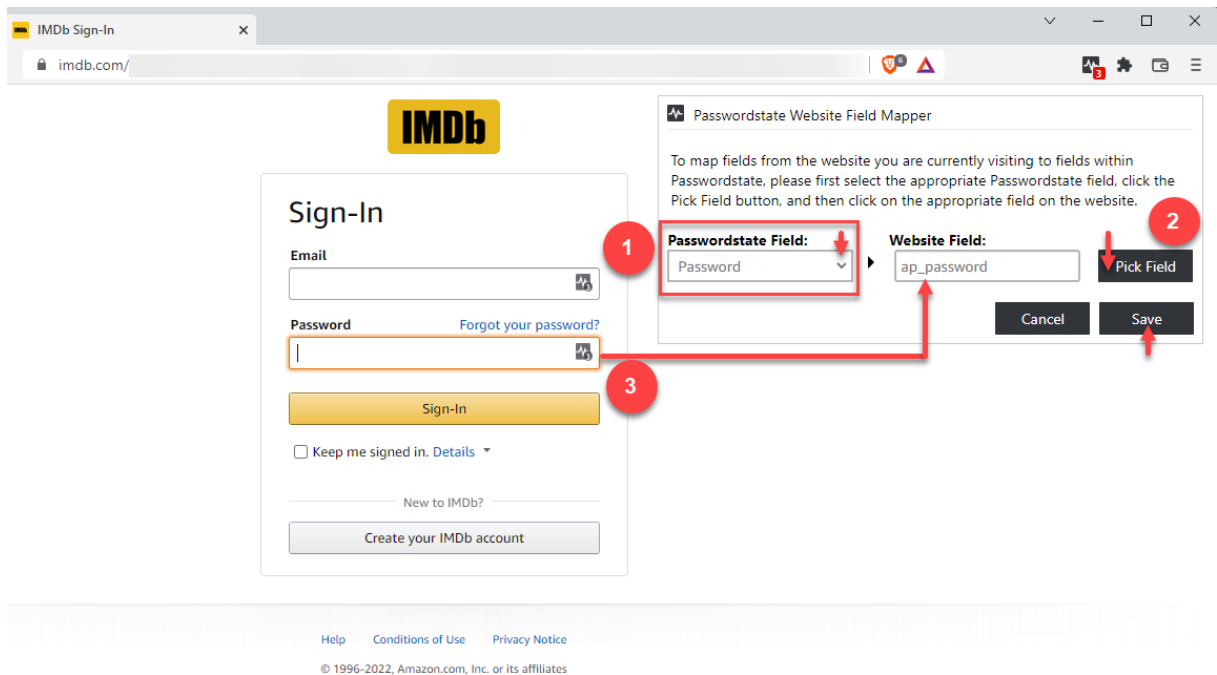 IMDb Sign-In
imdb.com/
6
3
IMDb
Sign-In
Email
Password
Forgot your password?
Sign-In
Keep me signed in. Details
New to IMDb?
Create your IMDb account
Passwordstate Website Field Mapper
To map fields from the website you are currently visiting to fields within
Passwordstate, please first select the appropriate Passwordstate field, click the
Pick Field button, and then click on the appropriate field on the website.
1
2
Passwordstate Field:
Website Field:
Password
ap_password
Pick Field
Cancel
Save
3
Help
Conditions of Use
Privacy Notice
© 1996-2022, Amazon.com, Inc. or its affiliates